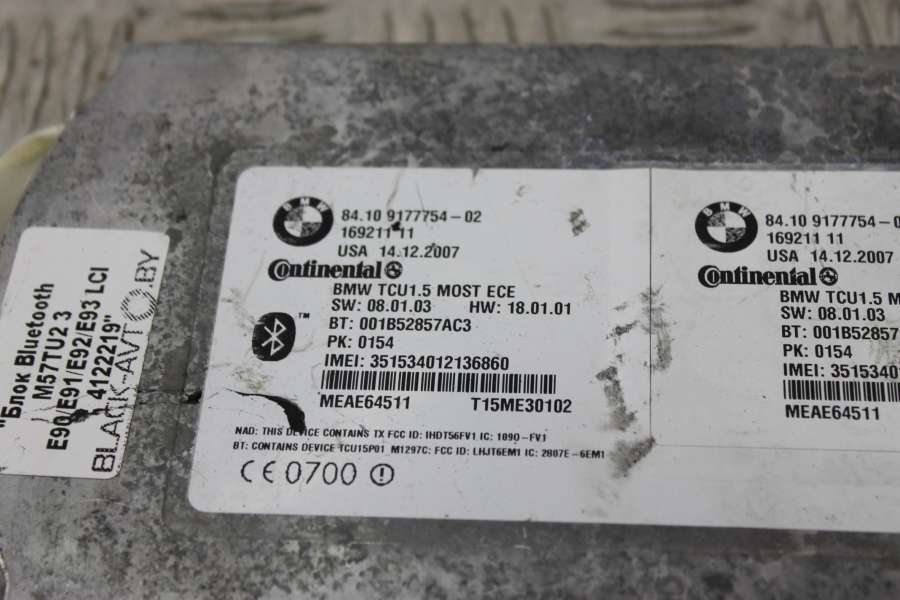 "Блок Bluetooth
M57TU2 3
E90/E91/E92/E93 LCI
4122219"
BLACK-AVTO.BY
BMW
84.10 9177754-02
169211 11
USA 14.12.2007
Continental
BMW TCU1.5 MOST ECE
SW: 08.01.03 HW: 18.01.01
BT: 001B52857AC3
PK: 0154
IMEI: 351534012136860
MEAE64511 T15ME30102
NAD: THIS DEVICE CONTAINS TX FCC ID: IHDT56FV1 IC: 1090-FV1
BT: CONTAINS DEVICE TCU15P01 M1297C: FCC ID: LHJT6EM1 IC: 2807E-6EM1
CE 0700
BMW
84.10 9177754-0
169211 11
USA 14.12.2007
Continental
BMW TCU1.5 M
SW: 08.01.03
BT: 001B52857
PK: 0154
IMEI: 35153401
MEAE64511